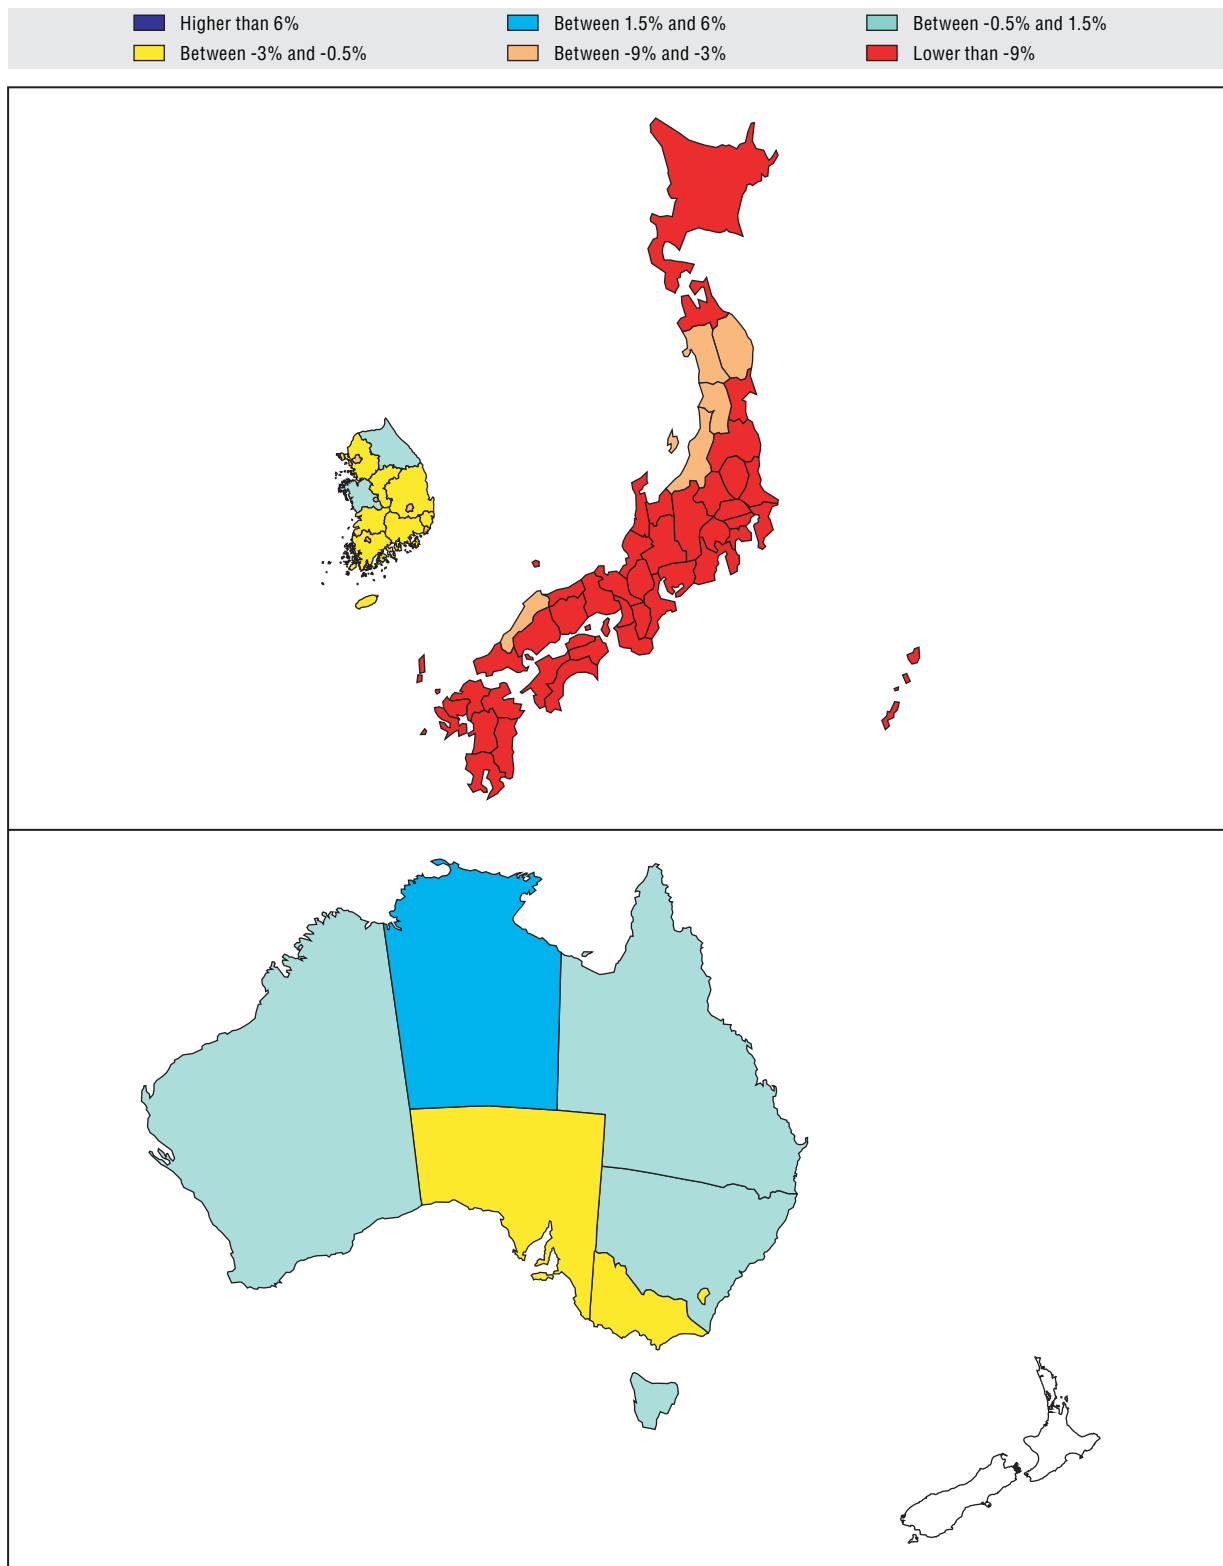 Higher than 6% Between 1.5% and 6% Between -0.5% and 1.5%
Between -3% and -0.5% Between -9% and -3% Lower than -9%